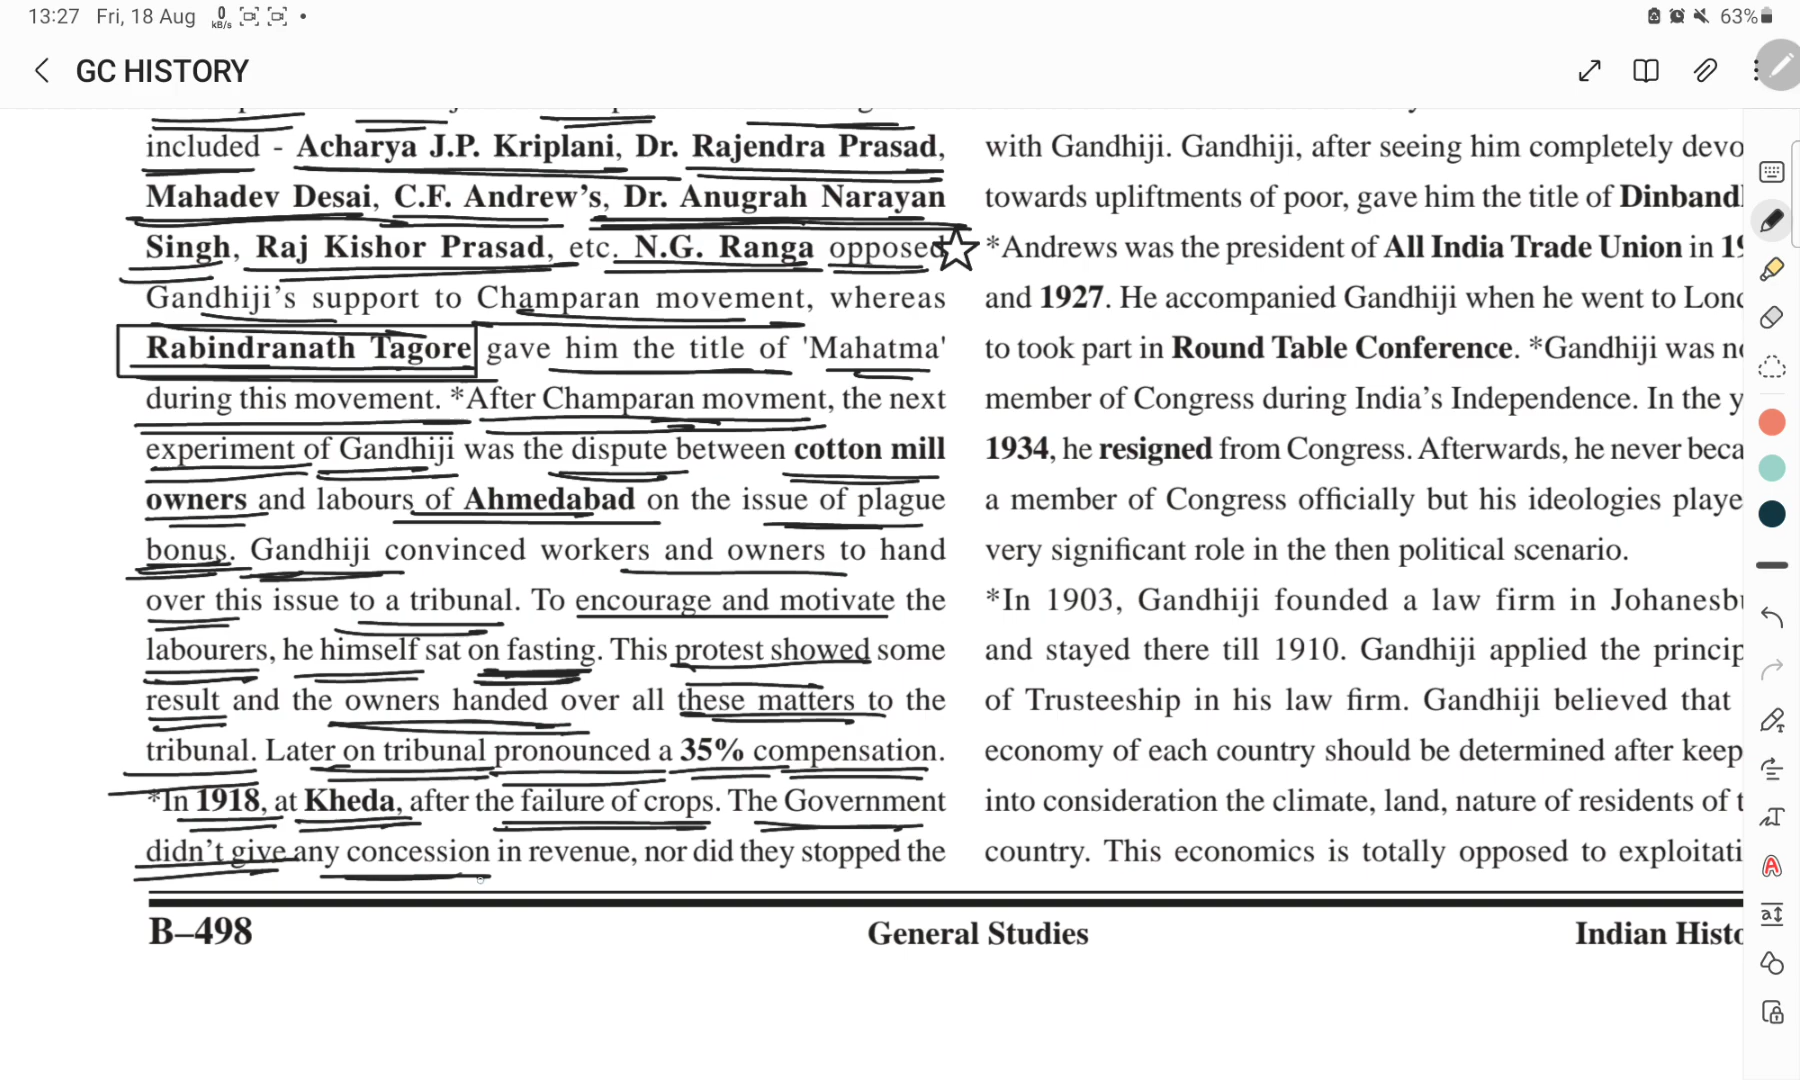 13:27 Fri, 18 Aug 0 kB/s 63%
GC HISTORY
included - Acharya J.P. Kriplani, Dr. Rajendra Prasad,
Mahadev Desai, C.F. Andrew's, Dr. Anugrah Narayan
Singh, Raj Kishor Prasad, etc. N.G. Ranga opposed
Gandhiji's support to Champaran movement, whereas
Rabindranath Tagore gave him the title of 'Mahatma'
during this movement. *After Champaran movment, the next
experiment of Gandhiji was the dispute between cotton mill
owners and labours of Ahmedabad on the issue of plague
bonus. Gandhiji convinced workers and owners to hand
over this issue to a tribunal. To encourage and motivate the
labourers, he himself sat on fasting. This protest showed some
result and the owners handed over all these matters to the
tribunal. Later on tribunal pronounced a 35% compensation.
*In 1918, at Kheda, after the failure of crops. The Government
didn't give any concession in revenue, nor did they stopped the
with Gandhiji. Gandhiji, after seeing him completely devo
towards upliftments of poor, gave him the title of Dinband
*Andrews was the president of All India Trade Union in 19
and 1927. He accompanied Gandhiji when he went to Lon
to took part in Round Table Conference. *Gandhiji was n
member of Congress during India's Independence. In the y
1934, he resigned from Congress. Afterwards, he never beca
a member of Congress officially but his ideologies playe
very significant role in the then political scenario.
*In 1903, Gandhiji founded a law firm in Johanesb
and stayed there till 1910. Gandhiji applied the princip
of Trusteeship in his law firm. Gandhiji believed that
economy of each country should be determined after keep
into consideration the climate, land, nature of residents of t
country. This economics is totally opposed to exploitati
B–498 General Studies Indian Histo